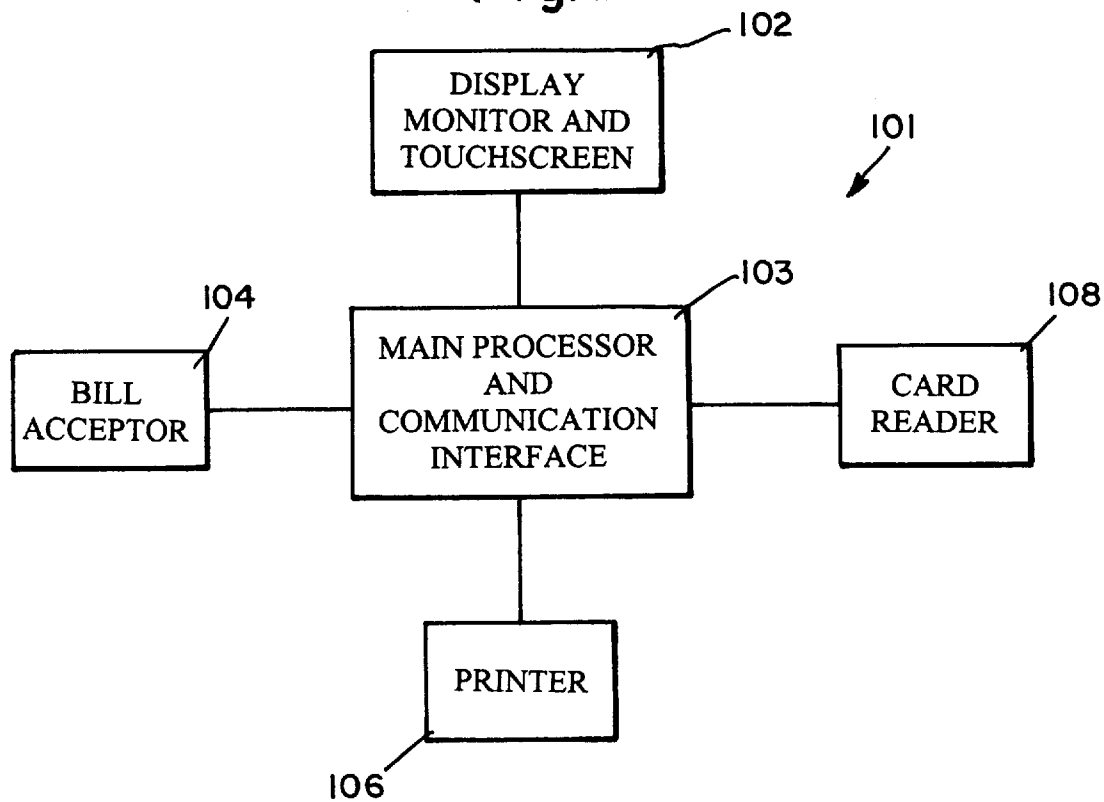 102
DISPLAY
MONITOR AND
TOUCHSCREEN
101
103
104
108
MAIN PROCESSOR
AND
COMMUNICATION
INTERFACE
BILL
ACCEPTOR
CARD
READER
PRINTER
106